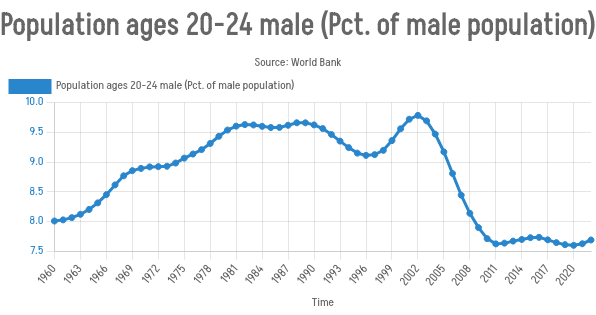 Population ages 20-24 male (Pct. of male population)
Source: World Bank
Population ages 20-24 male (Pct. of male population)
10.0
9.5
9.0
8.5
8.0
7.5
1960 1963 1966 1969 1972 1975 1978 1981 1984 1987 1990 1993 1996 1999 2002 2005 2008 2011 2014 2017 2020
Time